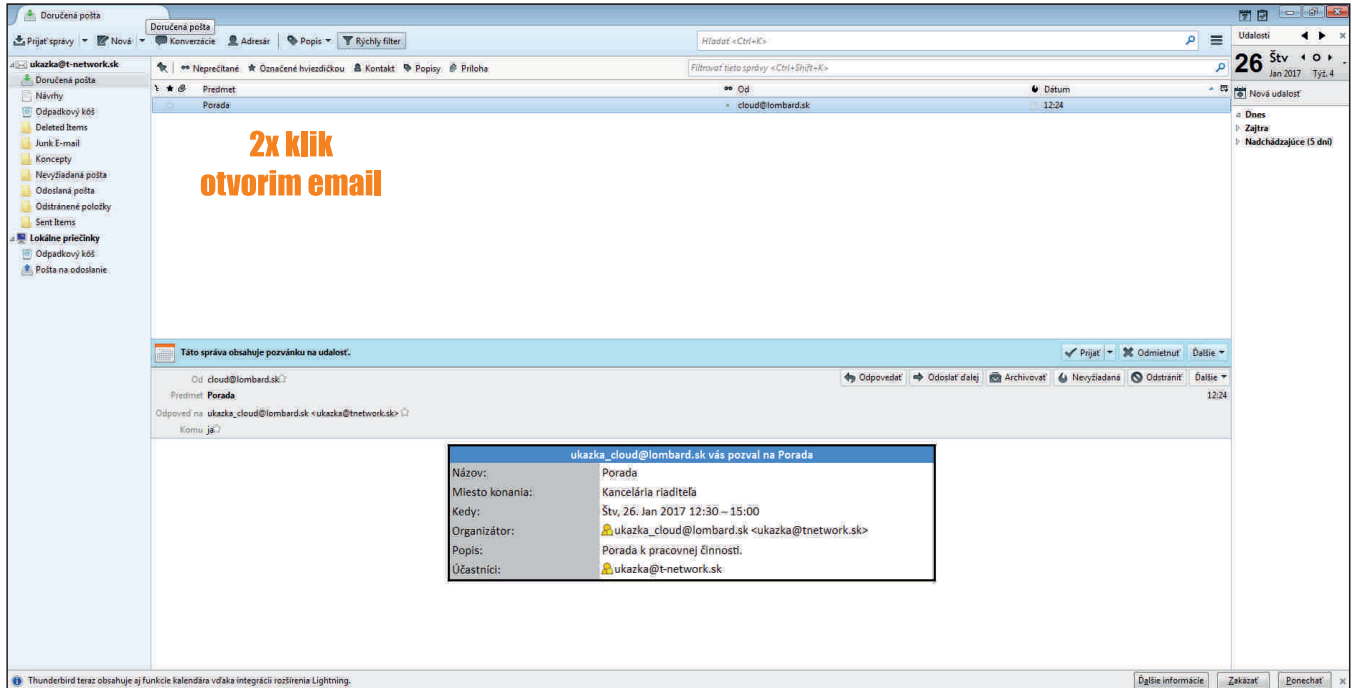 Doručená pošta
Doručená pošta
Prijať správy Nová Konverzácie Adresár Popis Rýchly filter Hľadať <Ctrl+K>
Udalosti
ukazka@t-network.sk
Doručená pošta
Návrhy
Odpadkový kôš
Deleted Items
Junk E-mail
Koncepty
Nevyžiadaná pošta
Odoslaná pošta
Odstránené položky
Sent Items
Lokálne priečinky
Odpadkový kôš
Pošta na odoslanie
Neprečítané Označené hviezdičkou Kontakt Popisy Príloha Filtrovať tieto správy <Ctrl+Shift+K>
Predmet Od Dátum
Porada cloud@lombard.sk 12:24
2x klik
otvorim email
26 Štv
Jan 2017 Týž. 4
Nová udalosť
Dnes
Zajtra
Nadchádzajúce (5 dní)
Táto správa obsahuje pozvánku na udalosť. Prijať Odmietnuť Ďalšie
Od cloud@lombard.sk Odpovedať Odoslať ďalej Archivovať Nevyžiadaná Odstrániť Ďalšie
Predmet Porada 12:24
Odpoveď na ukazka_cloud@lombard.sk <ukazka@tnetwork.sk>
Komu ja
ukazka_cloud@lombard.sk vás pozval na Porada
Názov: Porada
Miesto konania: Kancelária riaditeľa
Kedy: Štv, 26. Jan 2017 12:30 – 15:00
Organizátor: ukazka_cloud@lombard.sk <ukazka@tnetwork.sk>
Popis: Porada k pracovnej činnosti.
Účastníci: ukazka@t-network.sk
Thunderbird teraz obsahuje aj funkcie kalendára vďaka integrácii rozšírenia Lightning. Ďalšie informácie Zakázať Ponechať